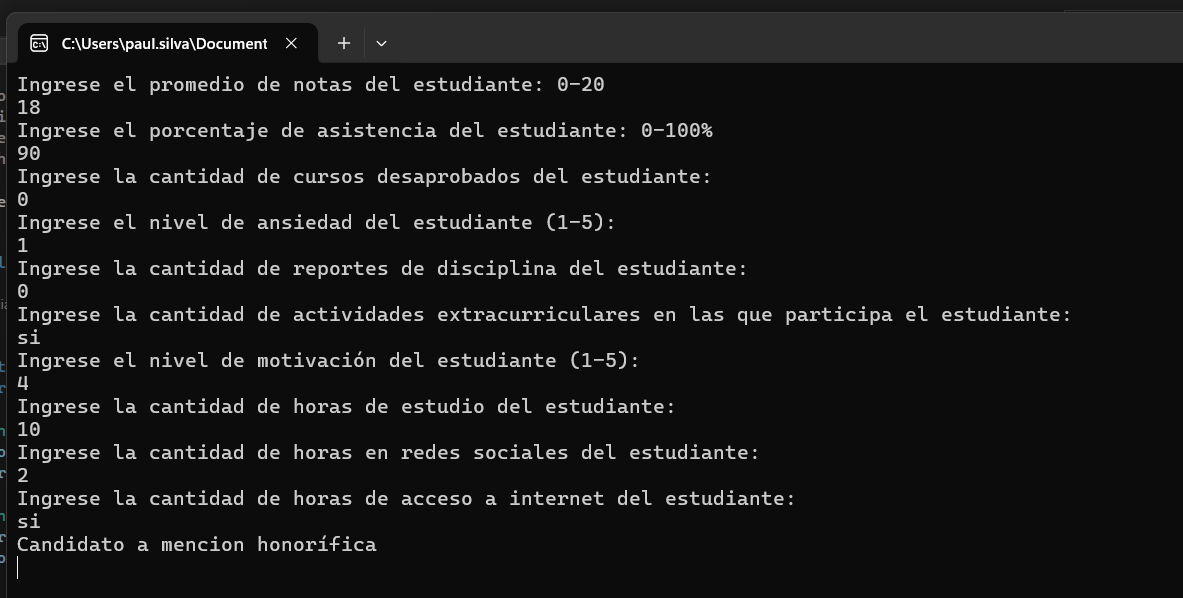 C:\Users\paul.silva\Document
Ingrese el promedio de notas del estudiante: 0-20
18
Ingrese el porcentaje de asistencia del estudiante: 0-100%
90
Ingrese la cantidad de cursos desaprobados del estudiante:
0
Ingrese el nivel de ansiedad del estudiante (1-5):
1
Ingrese la cantidad de reportes de disciplina del estudiante:
0
Ingrese la cantidad de actividades extracurriculares en las que participa el estudiante:
si
Ingrese el nivel de motivación del estudiante (1-5):
4
Ingrese la cantidad de horas de estudio del estudiante:
10
Ingrese la cantidad de horas en redes sociales del estudiante:
2
Ingrese la cantidad de horas de acceso a internet del estudiante:
si
Candidato a mencion honorífica